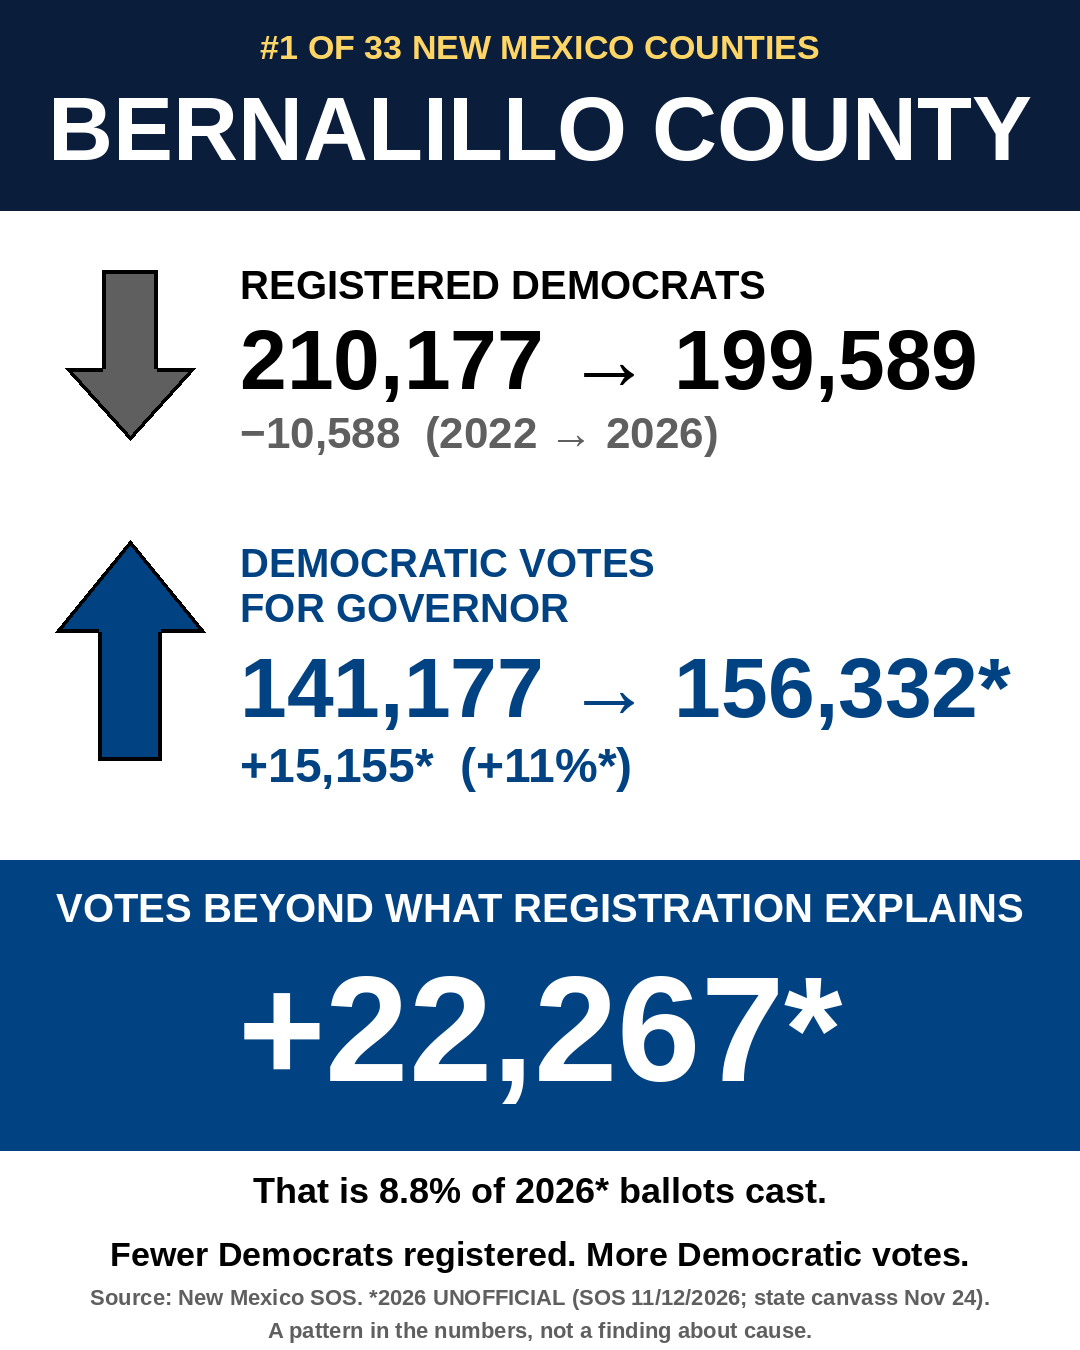 #1 OF 33 NEW MEXICO COUNTIES
BERNALILLO COUNTY
REGISTERED DEMOCRATS
210,177 → 199,589
−10,588 (2022 → 2026)
DEMOCRATIC VOTES
FOR GOVERNOR
141,177 → 156,332*
+15,155* (+11%*)
VOTES BEYOND WHAT REGISTRATION EXPLAINS
+22,267*
That is 8.8% of 2026* ballots cast.
Fewer Democrats registered. More Democratic votes.
Source: New Mexico SOS. *2026 UNOFFICIAL (SOS 11/12/2026; state canvass Nov 24).
A pattern in the numbers, not a finding about cause.